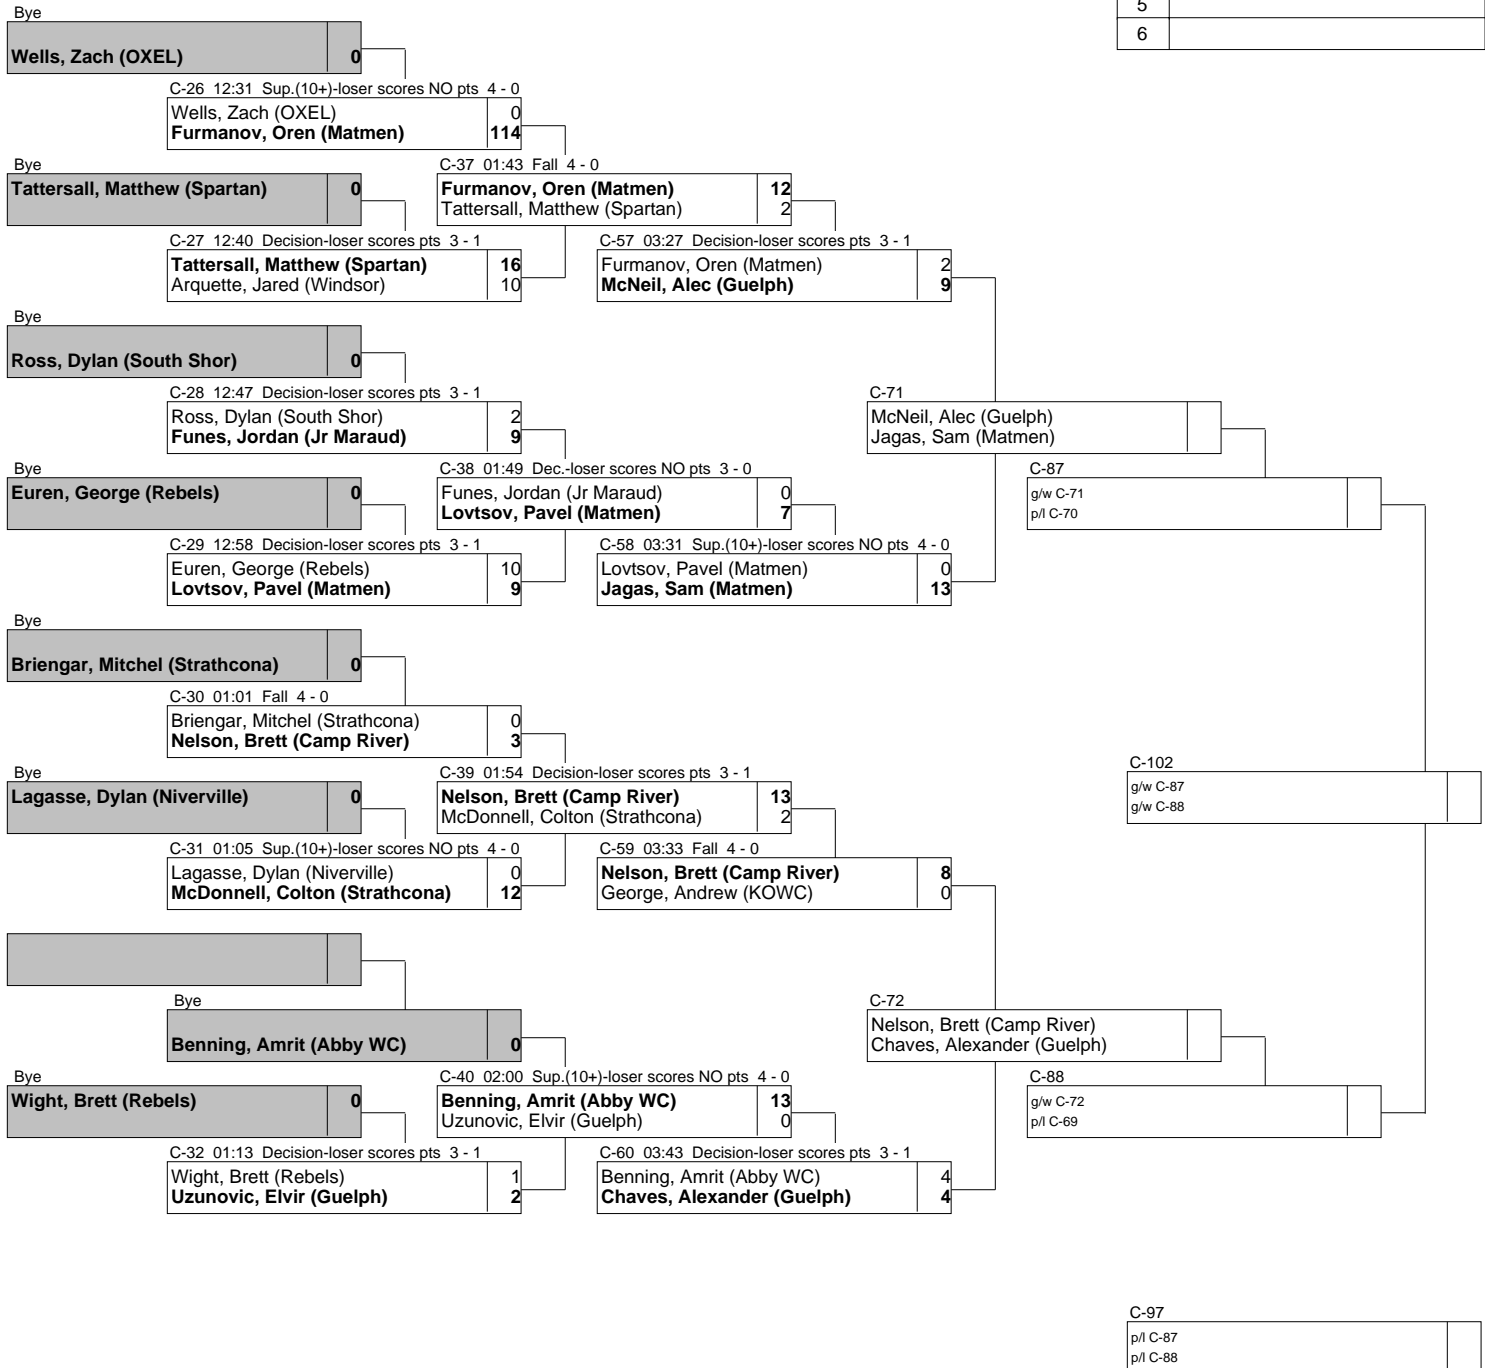 Bye
5
6
Wells, Zach (OXEL) 0
C-26 12:31 Sup.(10+)-loser scores NO pts 4 - 0
Wells, Zach (OXEL) 0
Furmanov, Oren (Matmen) 114
Bye
Tattersall, Matthew (Spartan) 0
C-37 01:43 Fall 4 - 0
Furmanov, Oren (Matmen) 12
Tattersall, Matthew (Spartan) 2
C-27 12:40 Decision-loser scores pts 3 - 1
Tattersall, Matthew (Spartan) 16
Arquette, Jared (Windsor) 10
C-57 03:27 Decision-loser scores pts 3 - 1
Furmanov, Oren (Matmen) 2
McNeil, Alec (Guelph) 9
Bye
Ross, Dylan (South Shor) 0
C-28 12:47 Decision-loser scores pts 3 - 1
Ross, Dylan (South Shor) 2
Funes, Jordan (Jr Maraud) 9
C-71
McNeil, Alec (Guelph)
Jagas, Sam (Matmen)
Bye
Euren, George (Rebels) 0
C-38 01:49 Dec.-loser scores NO pts 3 - 0
Funes, Jordan (Jr Maraud) 0
Lovtsov, Pavel (Matmen) 7
C-87
g/w C-71
p/l C-70
C-29 12:58 Decision-loser scores pts 3 - 1
Euren, George (Rebels) 10
Lovtsov, Pavel (Matmen) 9
C-58 03:31 Sup.(10+)-loser scores NO pts 4 - 0
Lovtsov, Pavel (Matmen) 0
Jagas, Sam (Matmen) 13
Bye
Briengar, Mitchel (Strathcona) 0
C-30 01:01 Fall 4 - 0
Briengar, Mitchel (Strathcona) 0
Nelson, Brett (Camp River) 3
Bye
Lagasse, Dylan (Niverville) 0
C-39 01:54 Decision-loser scores pts 3 - 1
Nelson, Brett (Camp River) 13
McDonnell, Colton (Strathcona) 2
C-102
g/w C-87
g/w C-88
C-31 01:05 Sup.(10+)-loser scores NO pts 4 - 0
Lagasse, Dylan (Niverville) 0
McDonnell, Colton (Strathcona) 12
C-59 03:33 Fall 4 - 0
Nelson, Brett (Camp River) 8
George, Andrew (KOWC) 0
Bye
Benning, Amrit (Abby WC) 0
C-72
Nelson, Brett (Camp River)
Chaves, Alexander (Guelph)
Bye
Wight, Brett (Rebels) 0
C-40 02:00 Sup.(10+)-loser scores NO pts 4 - 0
Benning, Amrit (Abby WC) 13
Uzunovic, Elvir (Guelph) 0
C-88
g/w C-72
p/l C-69
C-32 01:13 Decision-loser scores pts 3 - 1
Wight, Brett (Rebels) 1
Uzunovic, Elvir (Guelph) 2
C-60 03:43 Decision-loser scores pts 3 - 1
Benning, Amrit (Abby WC) 4
Chaves, Alexander (Guelph) 4
C-97
p/l C-87
p/l C-88